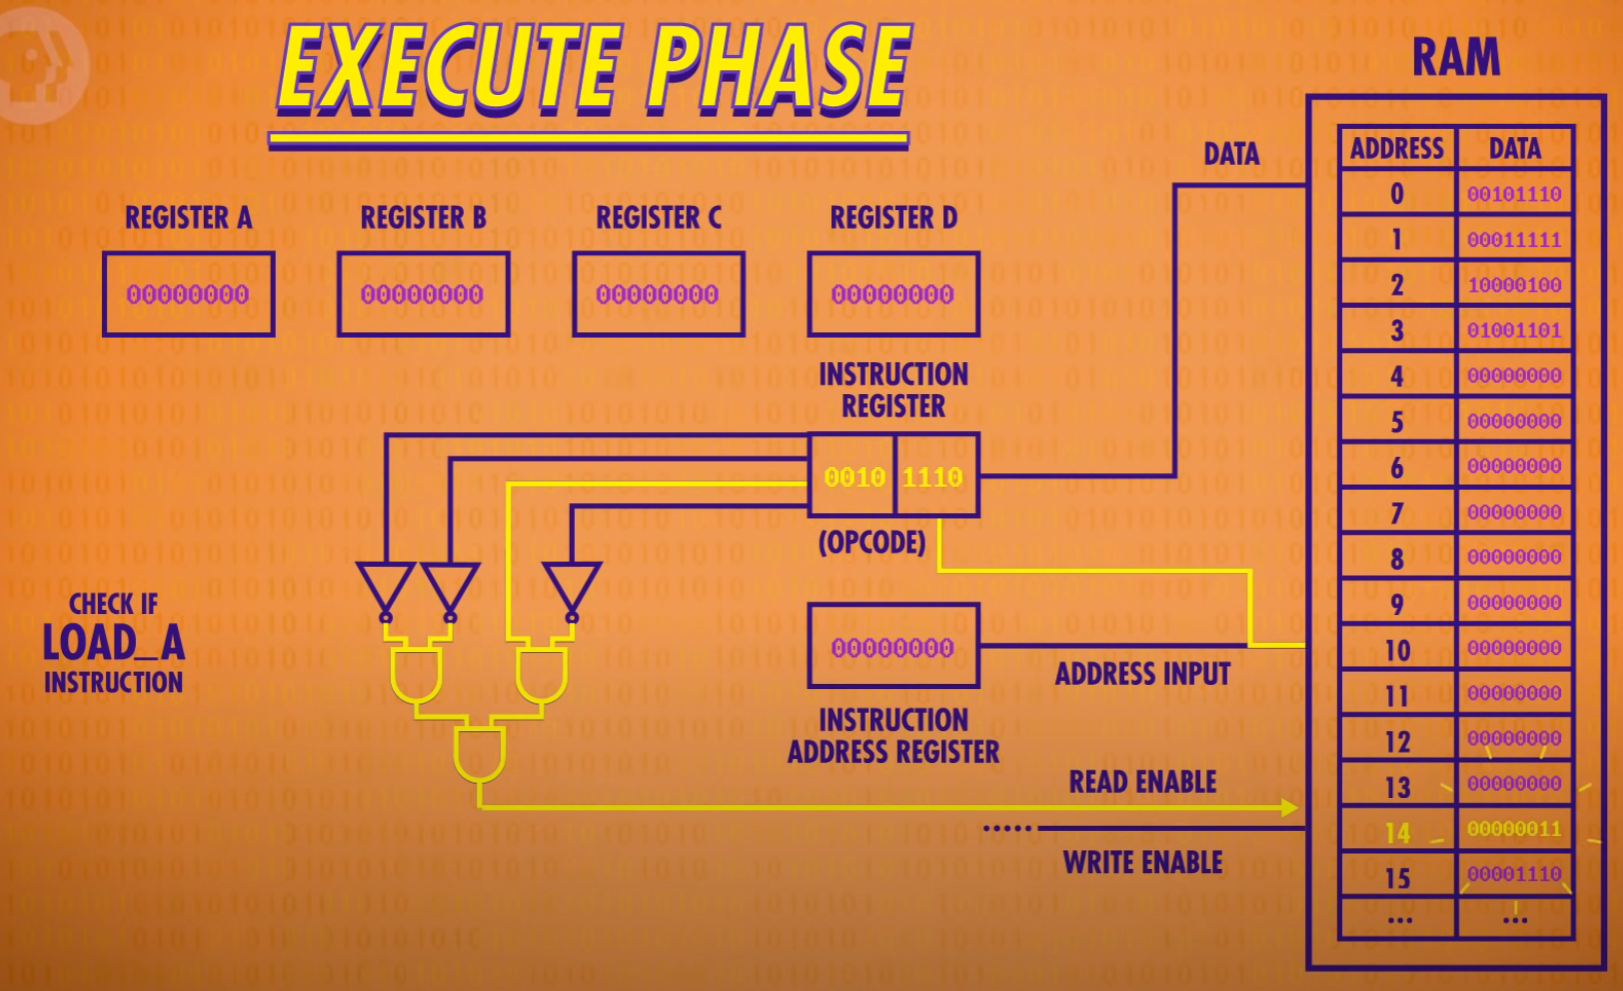 EXECUTE PHASE
RAM
DATA
ADDRESS DATA
0 00101110
1 00011111
2 10000100
3 01001101
4 00000000
5 00000000
6 00000000
7 00000000
8 00000000
9 00000000
10 00000000
11 00000000
12 00000000
13 00000000
14 00000011
15 00001110
... ...
REGISTER A
00000000
REGISTER B
00000000
REGISTER C
00000000
REGISTER D
00000000
INSTRUCTION
REGISTER
0010 1110
(OPCODE)
CHECK IF
LOAD_A
INSTRUCTION
00000000
ADDRESS INPUT
INSTRUCTION
ADDRESS REGISTER
READ ENABLE
WRITE ENABLE